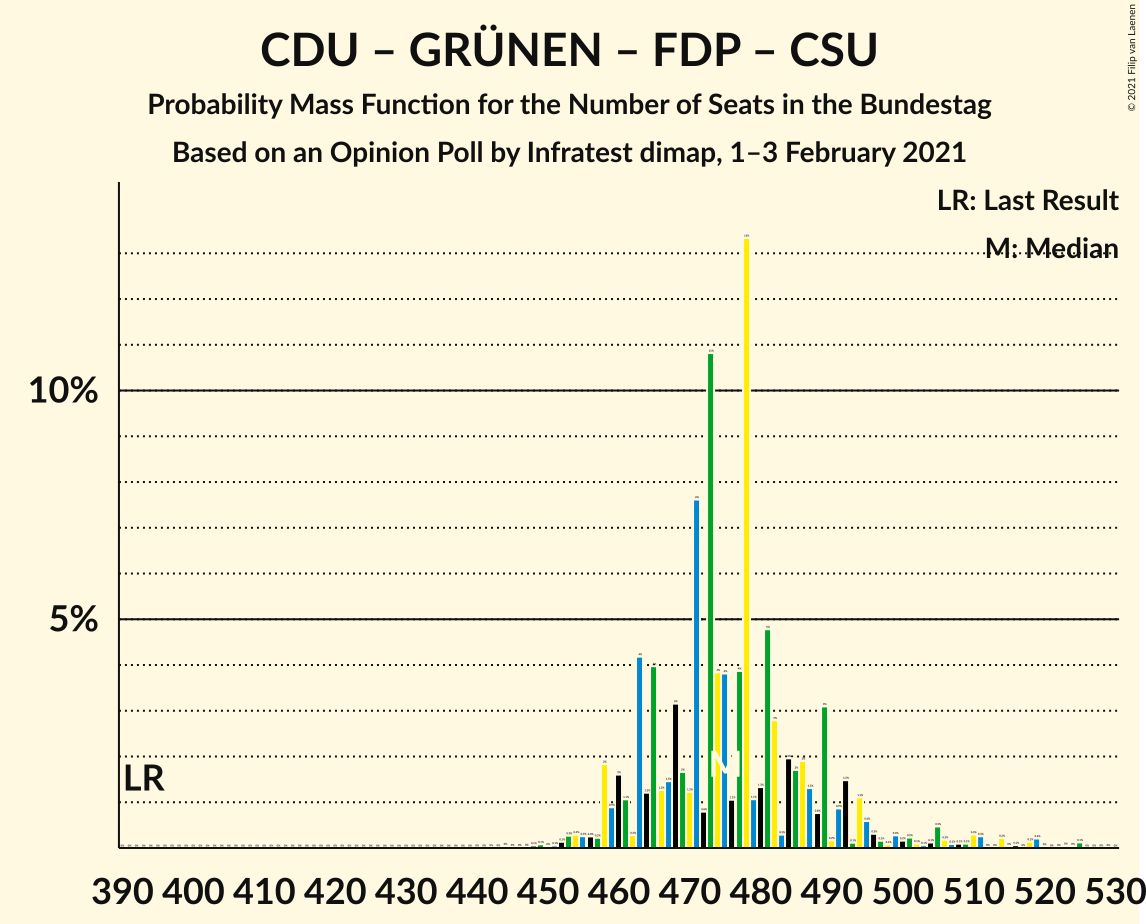 CDU – GRÜNEN – FDP – CSU
Probability Mass Function for the Number of Seats in the Bundestag
Based on an Opinion Poll by Infratest dimap, 1–3 February 2021
© 2021 Filip van Laenen
LR: Last Result
M: Median
10%
5%
LR
M
390 400 410 420 430 440 450 460 470 480 490 500 510 520 530